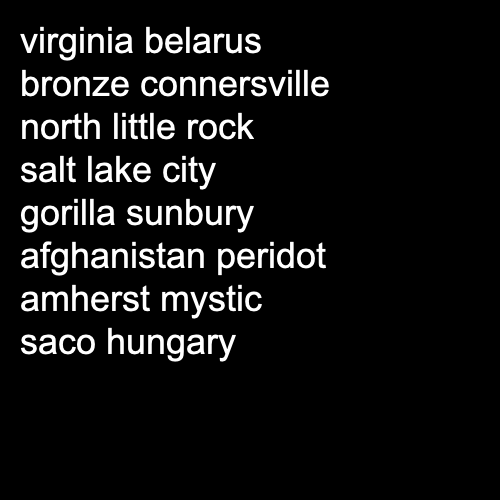 virginia belarus
bronze connersville
north little rock
salt lake city
gorilla sunbury
afghanistan peridot
amherst mystic
saco hungary